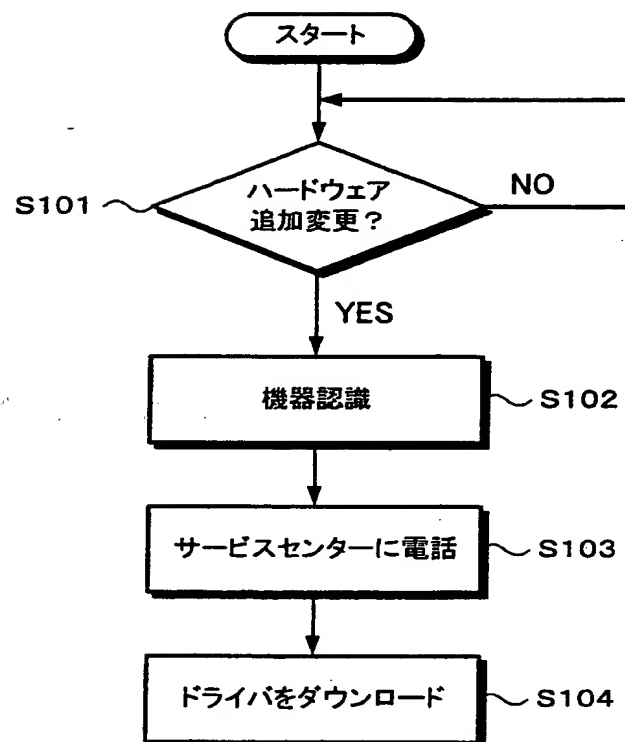 スタート
S101
ハードウェア
追加変更?
NO
YES
機器認識
S102
サービスセンターに電話
S103
ドライバをダウンロード
S104